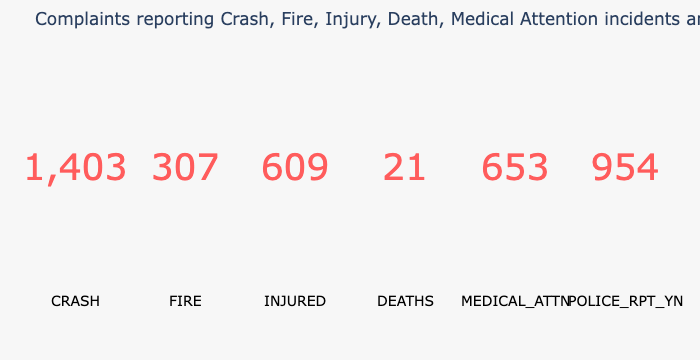 Complaints reporting Crash, Fire, Injury, Death, Medical Attention incidents
1,403 307 609 21 653 954
CRASH FIRE INJURED DEATHS MEDICAL_ATTN POLICE_RPT_YN